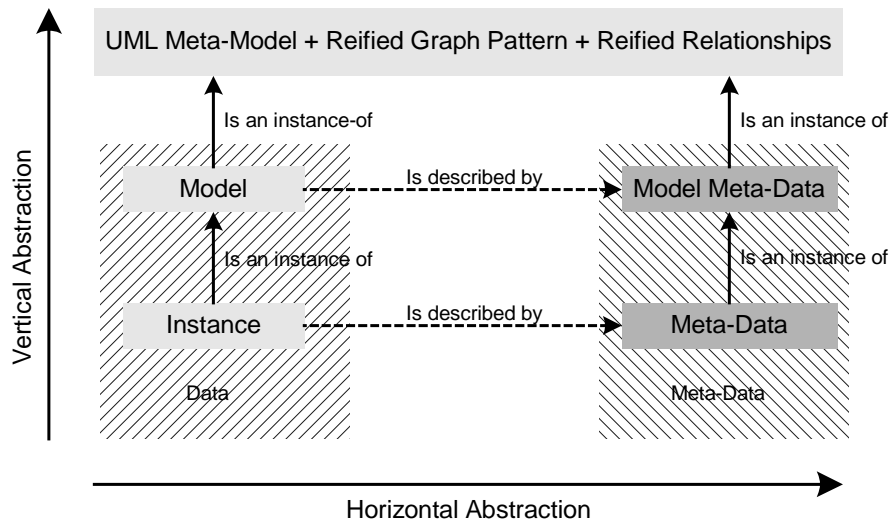 UML Meta-Model + Reified Graph Pattern + Reified Relationships
Is an instance-of
Is an instance of
Model
Is described by
Model Meta-Data
Is an instance of
Is an instance of
Instance
Is described by
Meta-Data
Data
Meta-Data
Vertical Abstraction
Horizontal Abstraction